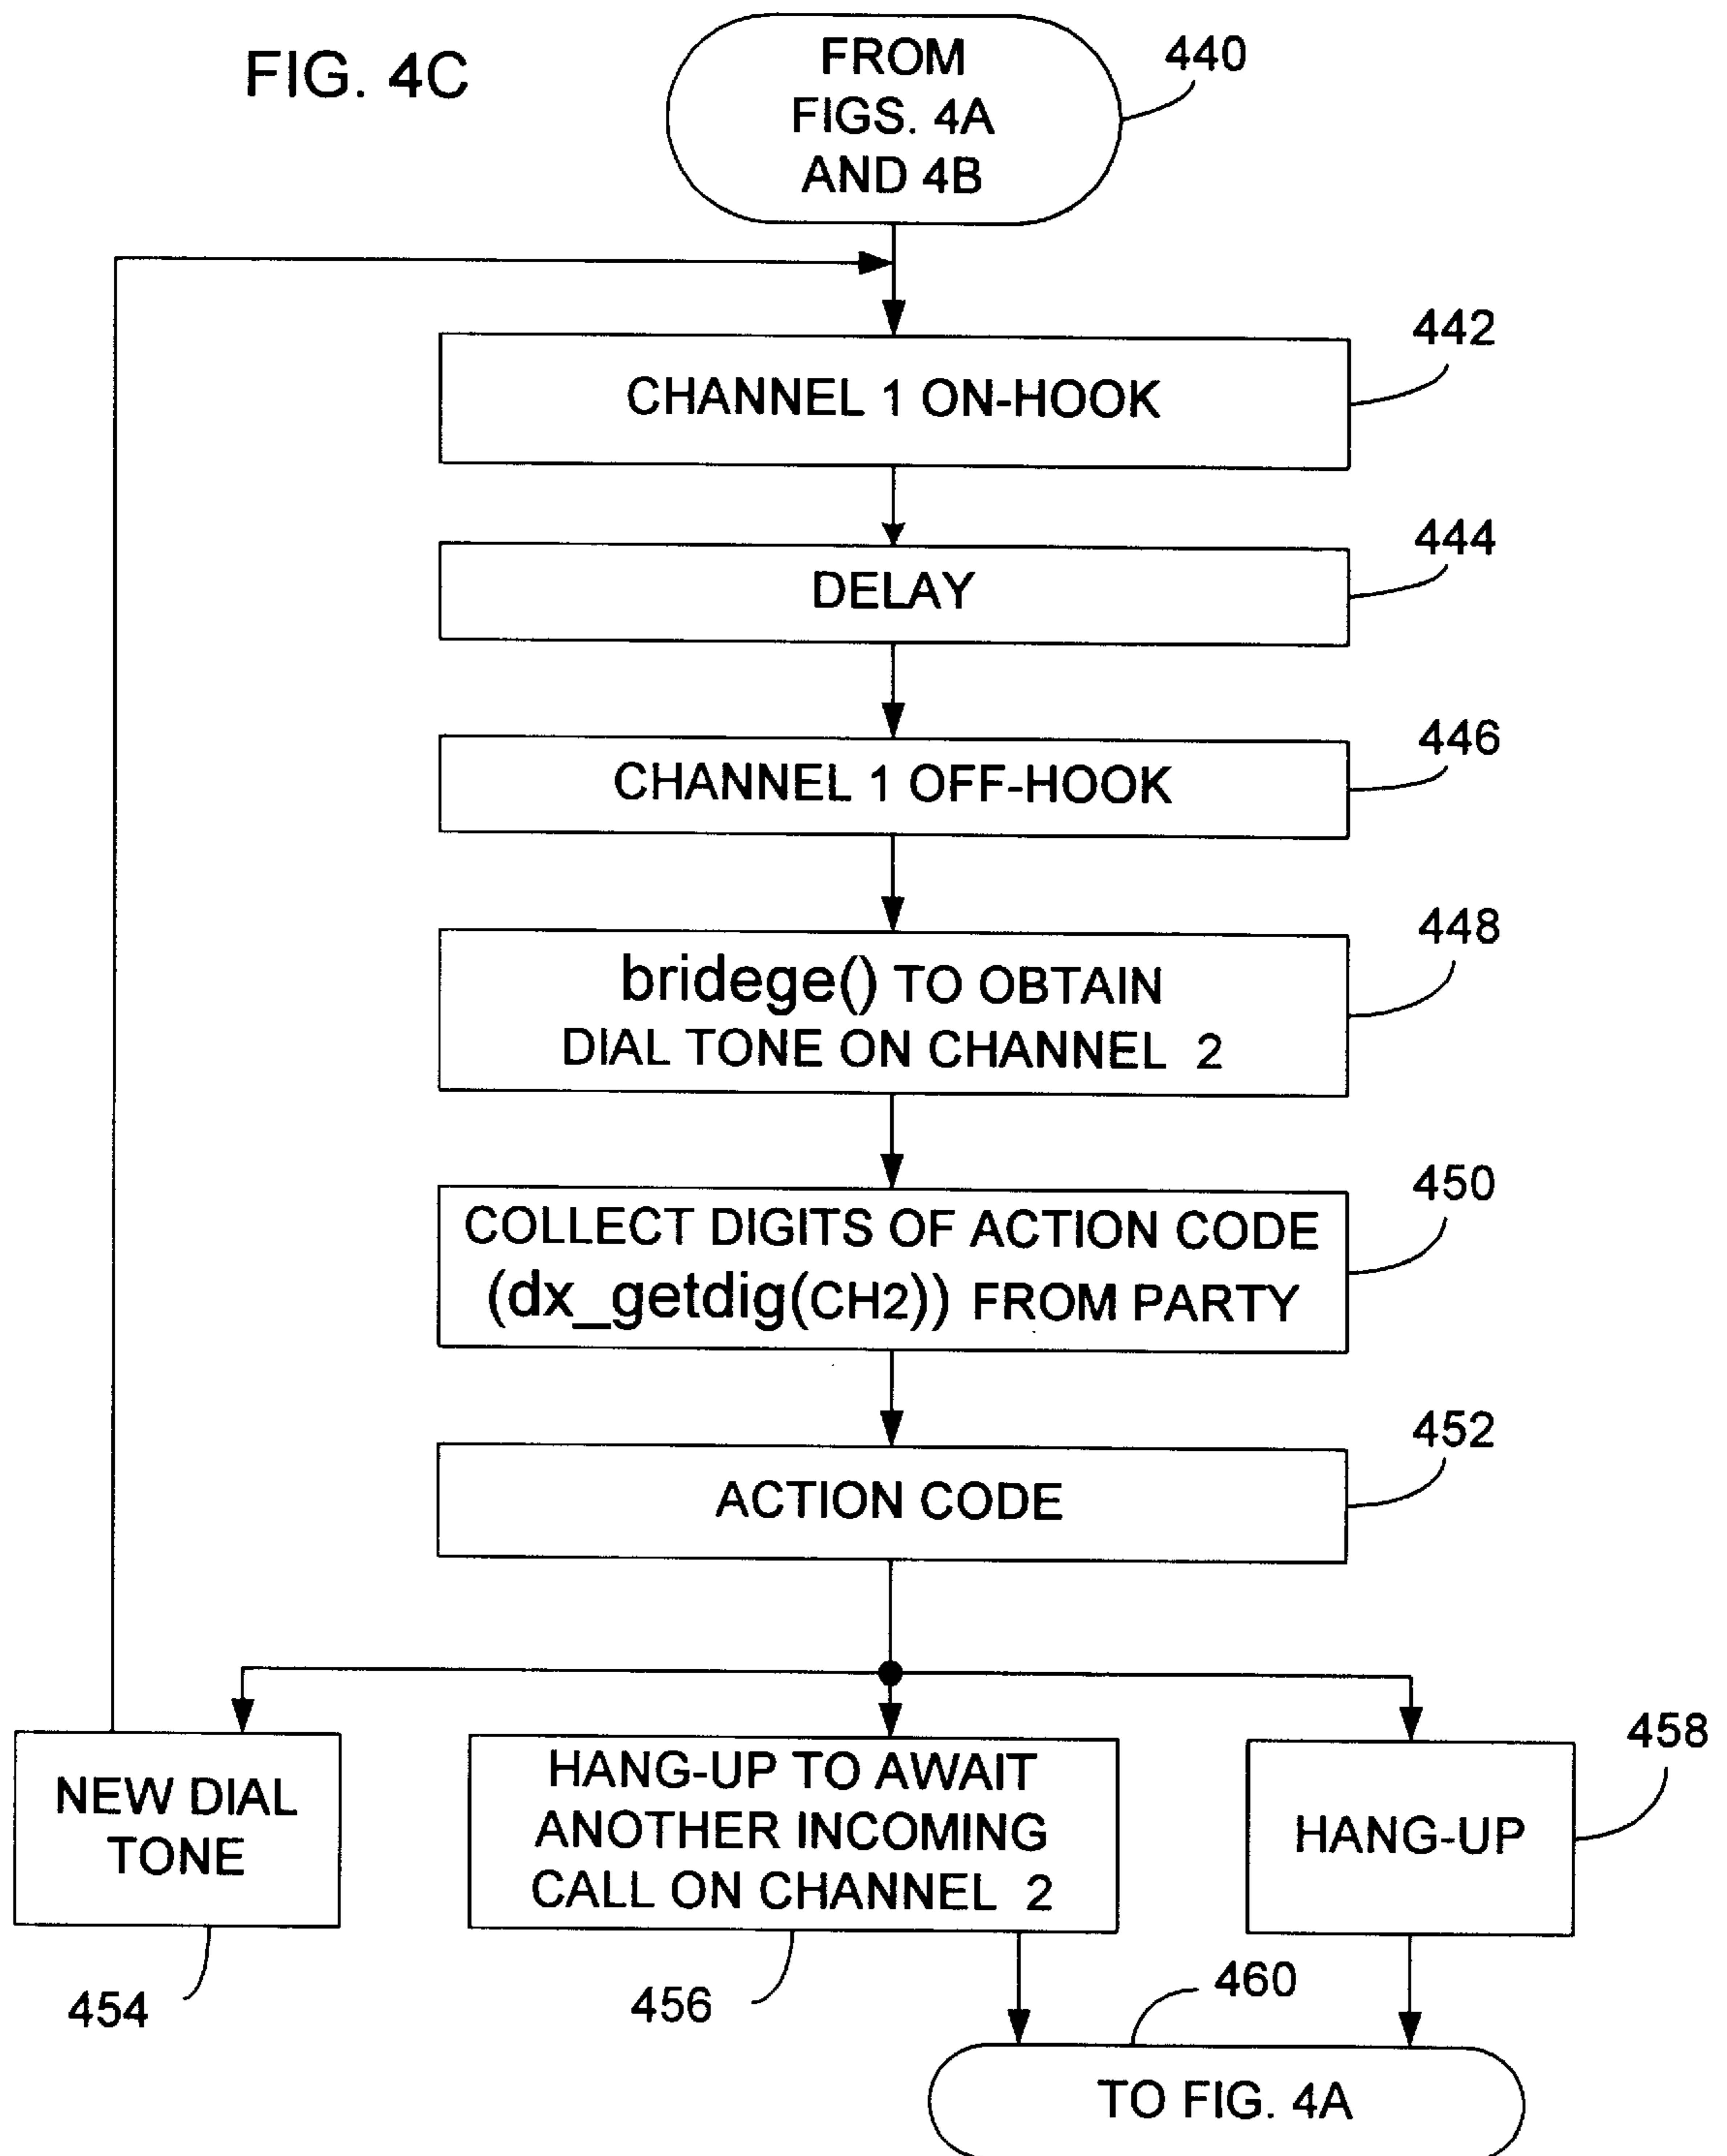 FIG. 4C
FROM
FIGS. 4A
AND 4B
440
442
CHANNEL 1 ON-HOOK
444
DELAY
446
CHANNEL 1 OFF-HOOK
448
bridege() TO OBTAIN
DIAL TONE ON CHANNEL 2
450
COLLECT DIGITS OF ACTION CODE
(dx_getdig(CH2)) FROM PARTY
452
ACTION CODE
NEW DIAL
TONE
454
HANG-UP TO AWAIT
ANOTHER INCOMING
CALL ON CHANNEL 2
456
458
HANG-UP
460
TO FIG. 4A